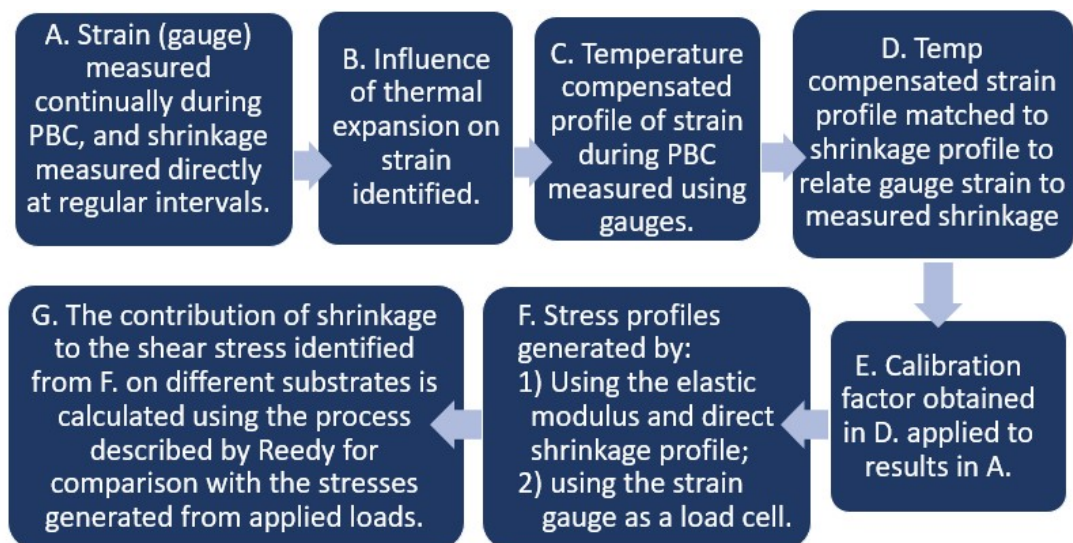 A. Strain (gauge)
measured
continually during
PBC, and shrinkage
measured directly
at regular intervals.
B. Influence
of thermal
expansion on
strain
identified.
C. Temperature
compensated
profile of strain
during PBC
measured using
gauges.
D. Temp
compensated strain
profile matched to
shrinkage profile to
relate gauge strain to
measured shrinkage
E. Calibration
factor obtained
in D. applied to
results in A.
F. Stress profiles
generated by:
1) Using the elastic
modulus and direct
shrinkage profile;
2) using the strain
gauge as a load cell.
G. The contribution of shrinkage
to the shear stress identified
from F. on different substrates is
calculated using the process
described by Reedy for
comparison with the stresses
generated from applied loads.